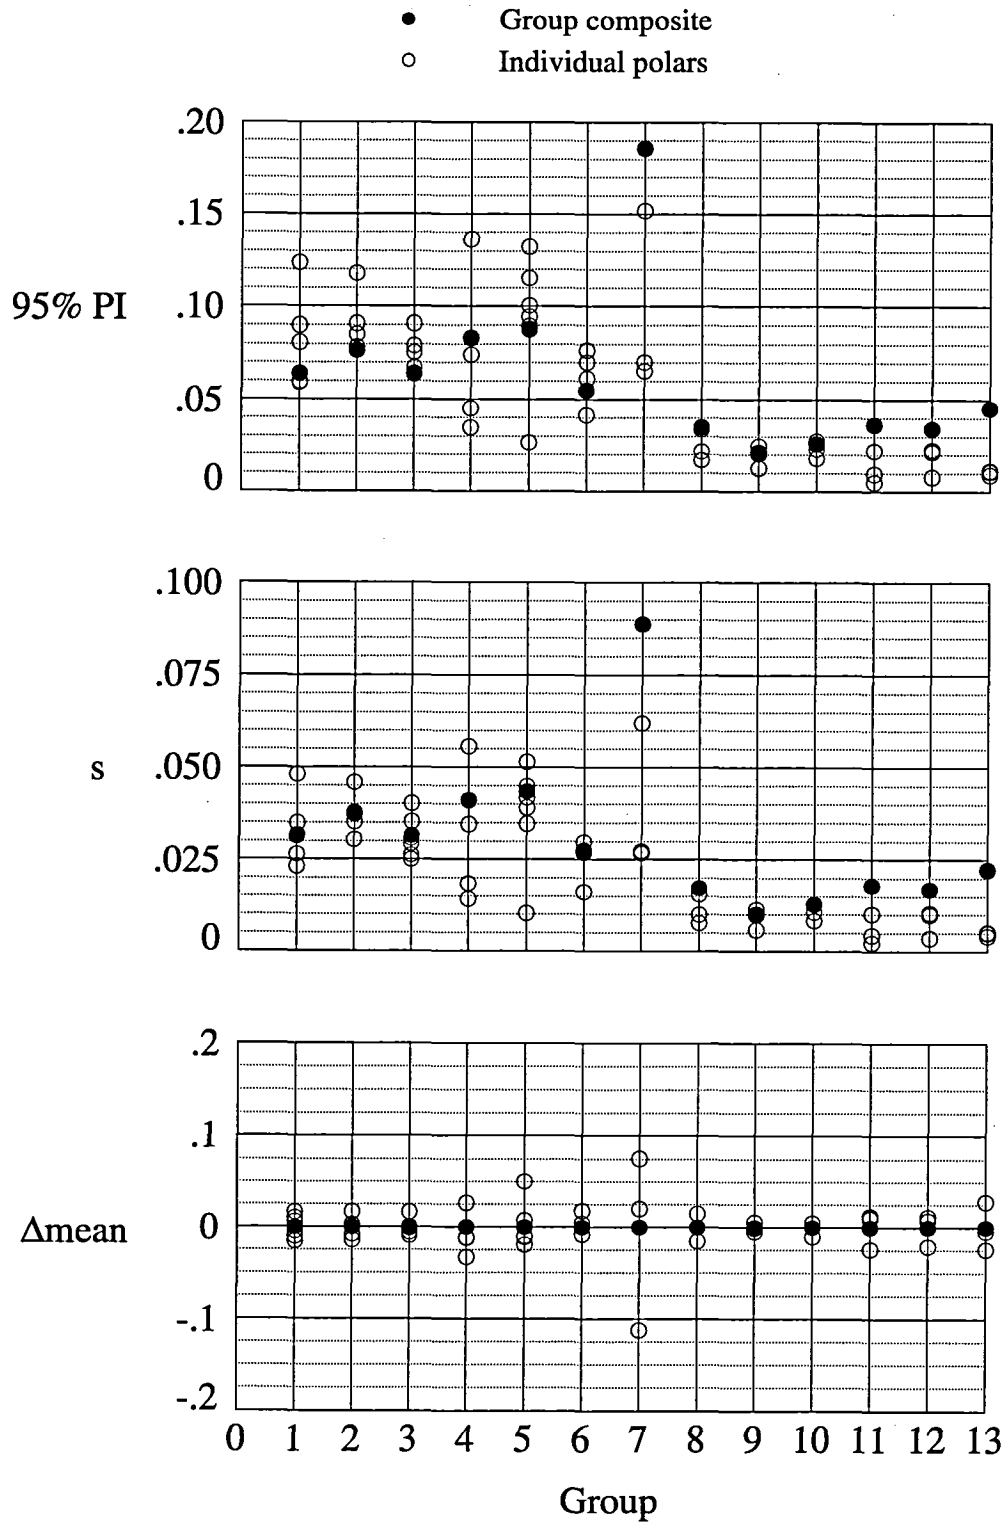 Group composite
Individual polars
.20
.15
95% PI
.10
.05
0
.100
.075
s
.050
.025
0
.2
.1
Δmean
0
-.1
-.2
0 1 2 3 4 5 6 7 8 9 10 11 12 13
Group